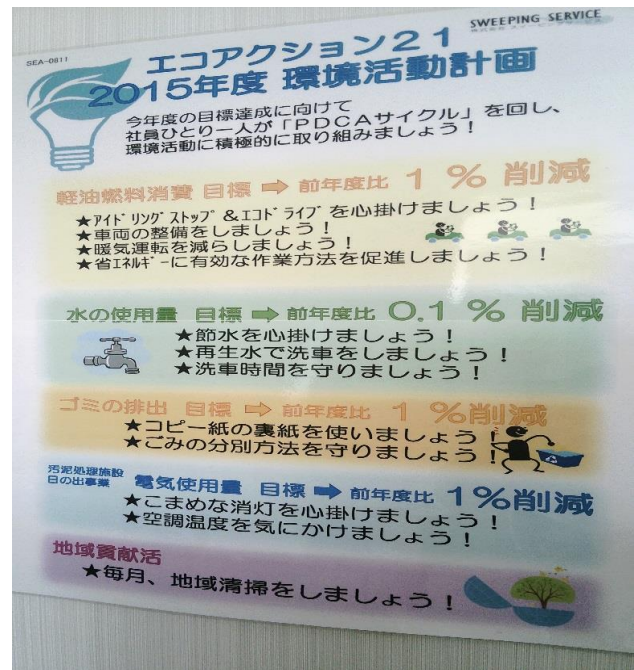 SWEEPING SERVICE
株式会社 スイーピングサービス
SEA-0811
エコアクション21
2015年度 環境活動計画
今年度の目標達成に向けて
社員ひとり一人が「PDCAサイクル」を回し、
環境活動に積極的に取り組みましょう！
軽油燃料消費 目標 ➡ 前年度比 1 % 削減
★ｱｲﾄﾞﾘﾝｸﾞｽﾄｯﾌﾟ＆ｴｺﾄﾞﾗｲﾌﾞを心掛けましょう！
★車両の整備をしましょう！
★暖気運転を減らしましょう！
★省ｴﾈﾙｷﾞｰに有効な作業方法を促進しましょう！
水の使用量 目標 ➡ 前年度比 0.1 % 削減
★節水を心掛けましょう！
★再生水で洗車をしましょう！
★洗車時間を守りましょう！
ゴミの排出 目標 ➡ 前年度比 1 %削減
★コピー紙の裏紙を使いましょう！
★ごみの分別方法を守りましょう！
汚泥処理施設
日の出事業
電気使用量 目標 ➡ 前年度比 1%削減
★こまめな消灯を心掛けましょう！
★空調温度を気にかけましょう！
地域貢献活
★毎月、地域清掃をしましょう！